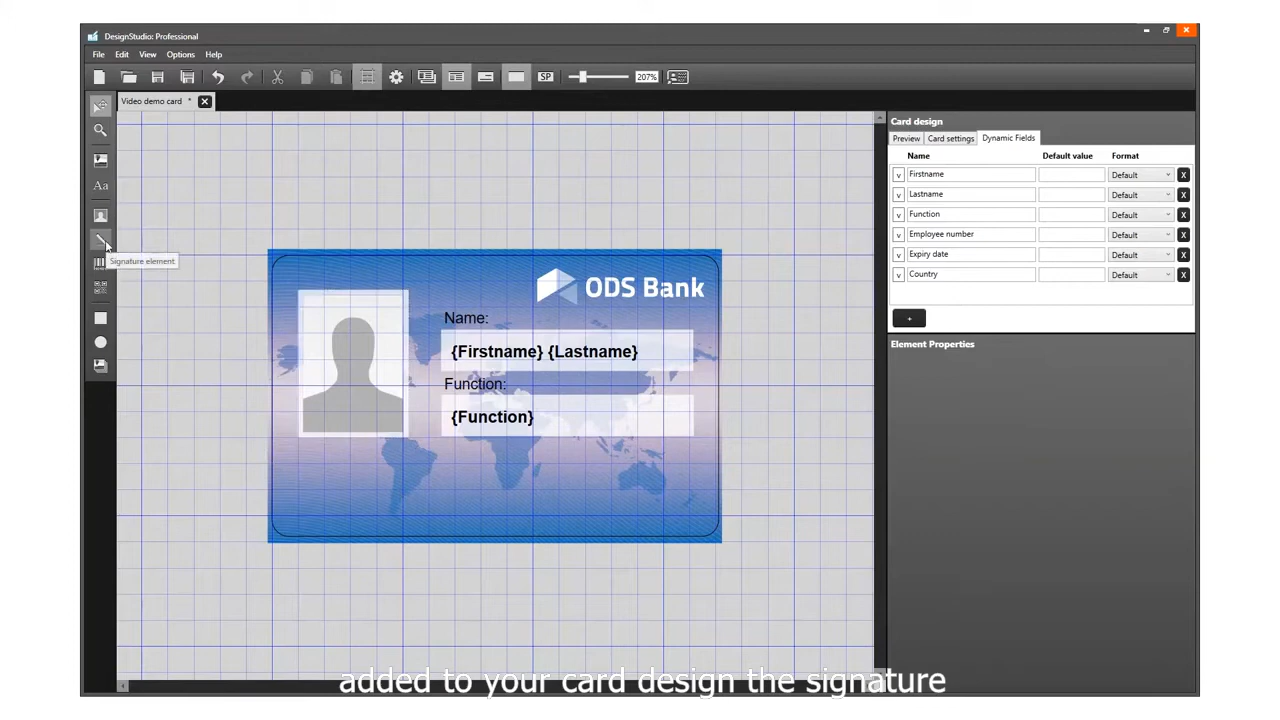 DesignStudio: Professional
File Edit View Options Help
SP 207%
Video demo card * X
Aa
Signature element
ODS Bank
Name:
{Firstname} {Lastname}
Function:
{Function}
Card design
Preview Card settings Dynamic Fields
Name Default value Format
v Firstname Default X
v Lastname Default X
v Function Default X
v Employee number Default X
v Expiry date Default X
v Country Default X
+
Element Properties
added to your card design the signature